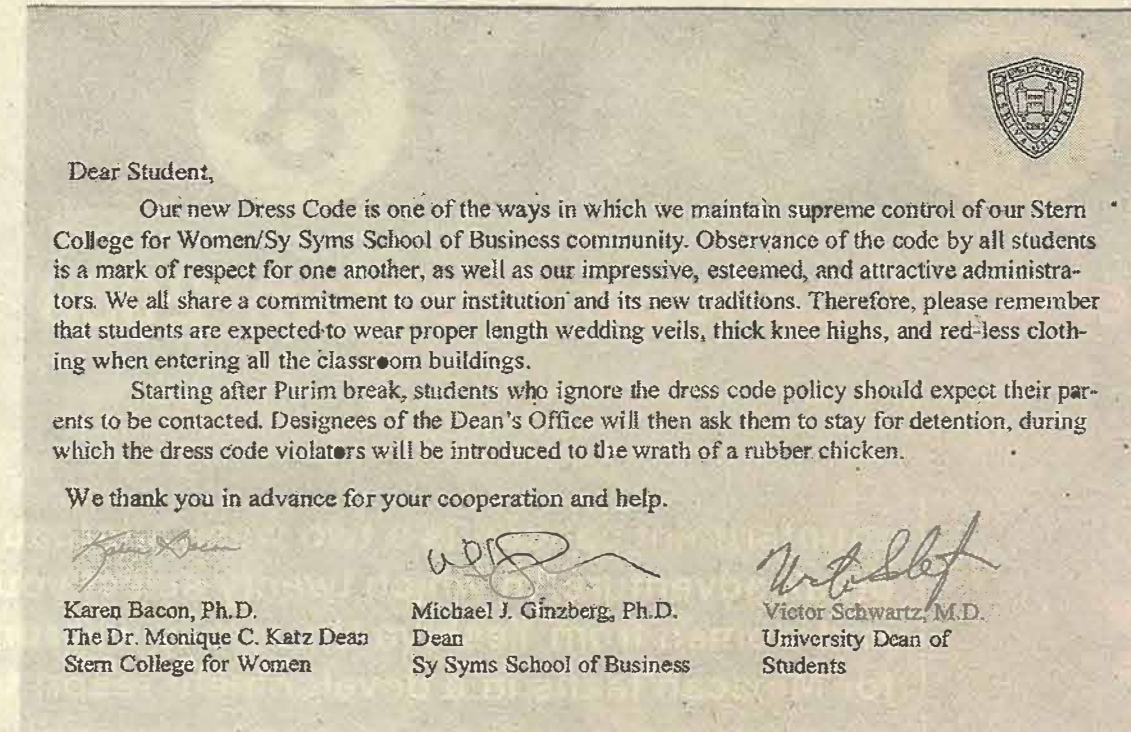 Dear Student,
Our new Dress Code is one of the ways in which we maintain supreme control of our Stern
College for Women/Sy Syms School of Business community. Observance of the code by all students
is a mark of respect for one another, as well as our impressive, esteemed, and attractive administra-
tors. We all share a commitment to our institution and its new traditions. Therefore, please remember
that students are expected to wear proper length wedding veils, thick knee highs, and red-less cloth-
ing when entering all the classroom buildings.
Starting after Purim break, students who ignore the dress code policy should expect their par-
ents to be contacted. Designees of the Dean's Office will then ask them to stay for detention, during
which the dress code violators will be introduced to the wrath of a rubber chicken.
We thank you in advance for your cooperation and help.
Karen Bacon
Karen Bacon, Ph.D.
The Dr. Monique C. Katz Dean
Stern College for Women
Michael J. Ginzberg, Ph.D.
Dean
Sy Syms School of Business
Victor Schwartz, M.D.
University Dean of
Students
YESHIVA UNIVERSITY